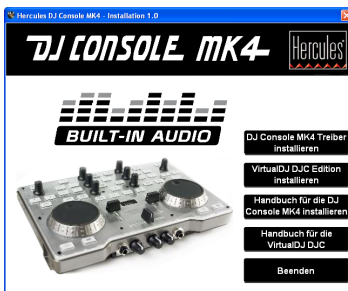 Hercules DJ Console MK4 - Installation 1.0
DJ CONSOLE MK4
Hercules
BUILT-IN AUDIO
DJ Console MK4 Treiber
installieren
VirtualDJ DJC Edition
installieren
Handbuch für die DJ
Console MK4 installieren
Handbuch für die
VirtualDJ DJC
Beenden